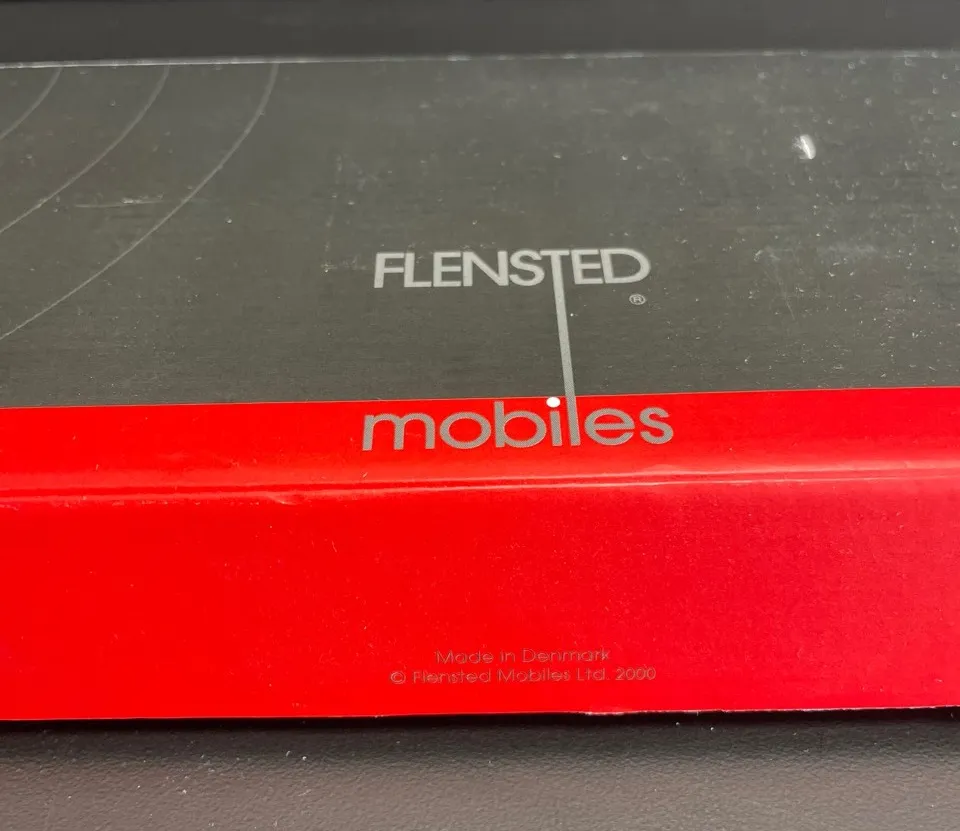 FLENSTED
®
mobiles
Made in Denmark
© Flensted Mobiles Ltd. 2000